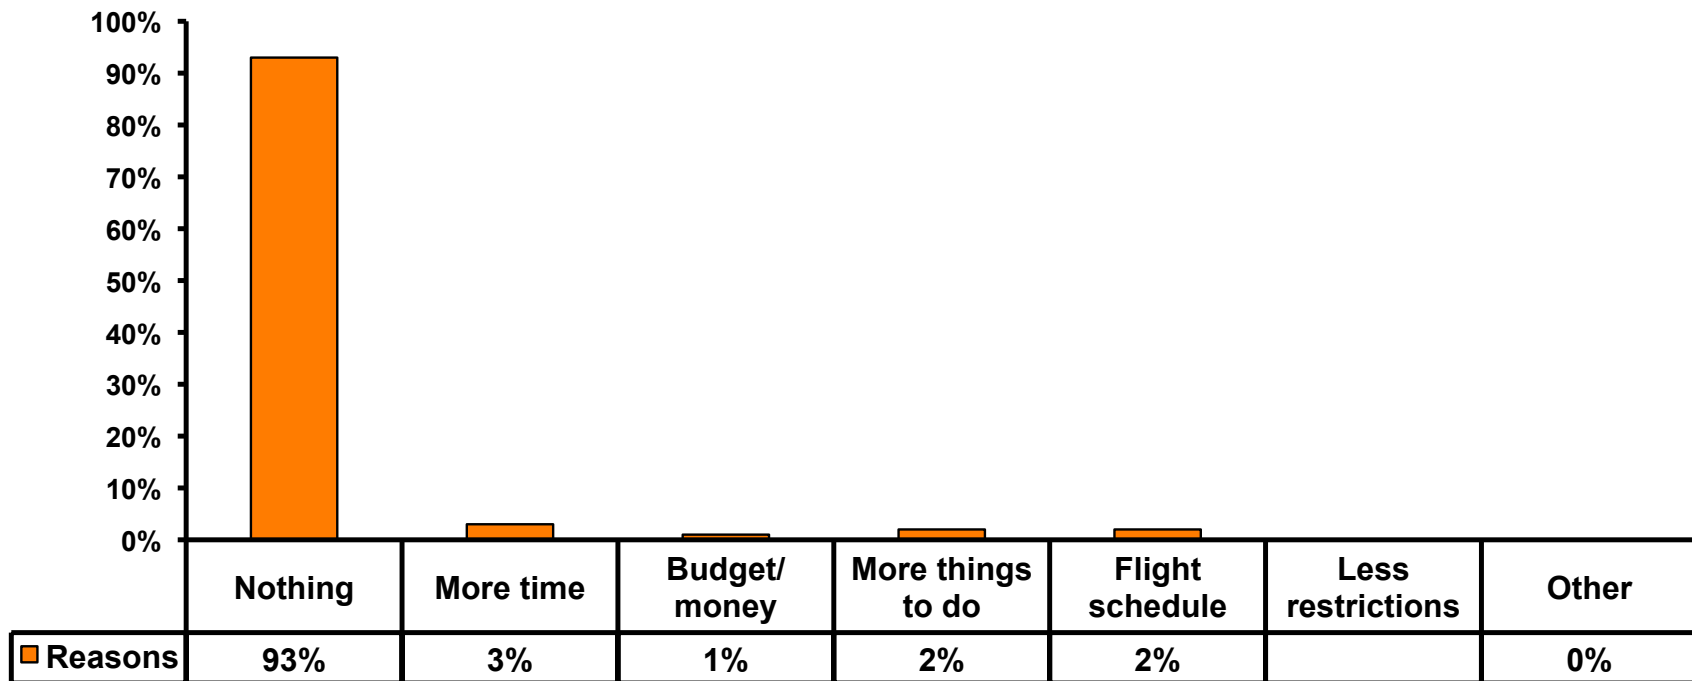 100%
90%
80%
70%
60%
50%
40%
30%
20%
10%
0%
Nothing
More time
Budget/
money
More things
to do
Flight
schedule
Less
restrictions
Other
Reasons 93% 3% 1% 2% 2% 0%